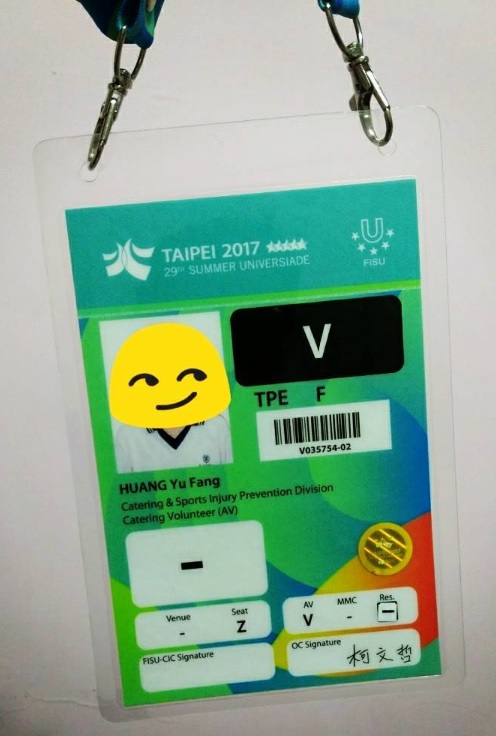 TAIPEI 2017
29TH SUMMER UNIVERSIADE
U
FISU
V
TPE F
V035754-02
HUANG Yu Fang
Catering & Sports Injury Prevention Division
Catering Volunteer (AV)
-
Venue Seat
- Z
AV MMC Res.
V - -
FISU-CiC Signature
OC Signature
柯文哲